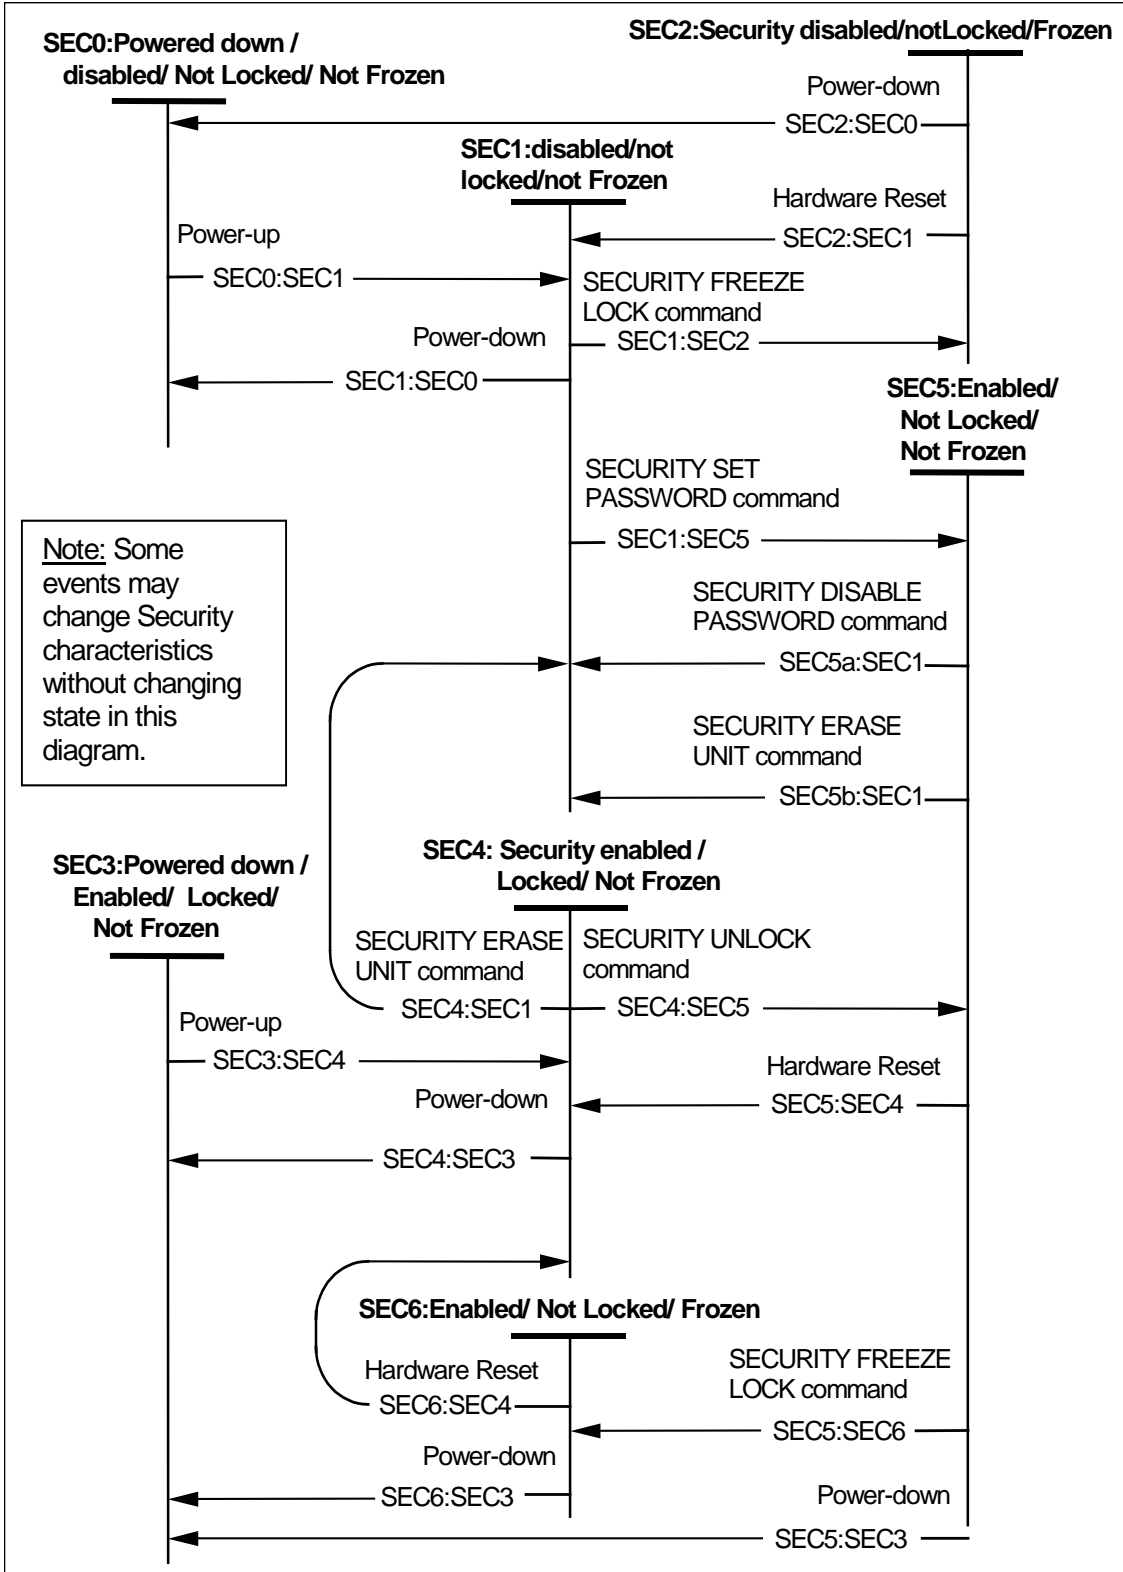 SEC0:Powered down /
disabled/ Not Locked/ Not Frozen
SEC2:Security disabled/notLocked/Frozen
Power-down
SEC2:SEC0
SEC1:disabled/not
locked/not Frozen
Hardware Reset
SEC2:SEC1
Power-up
SEC0:SEC1
SECURITY FREEZE
LOCK command
Power-down
SEC1:SEC2
SEC1:SEC0
SEC5:Enabled/
Not Locked/
Not Frozen
SECURITY SET
PASSWORD command
SEC1:SEC5
Note: Some
events may
change Security
characteristics
without changing
state in this
diagram.
SECURITY DISABLE
PASSWORD command
SEC5a:SEC1
SECURITY ERASE
UNIT command
SEC5b:SEC1
SEC3:Powered down /
Enabled/ Locked/
Not Frozen
SEC4: Security enabled /
Locked/ Not Frozen
SECURITY ERASE
UNIT command
SECURITY UNLOCK
command
SEC4:SEC1
SEC4:SEC5
Power-up
SEC3:SEC4
Hardware Reset
Power-down
SEC5:SEC4
SEC4:SEC3
SEC6:Enabled/ Not Locked/ Frozen
Hardware Reset
SEC6:SEC4
SECURITY FREEZE
LOCK command
SEC5:SEC6
Power-down
SEC6:SEC3
Power-down
SEC5:SEC3